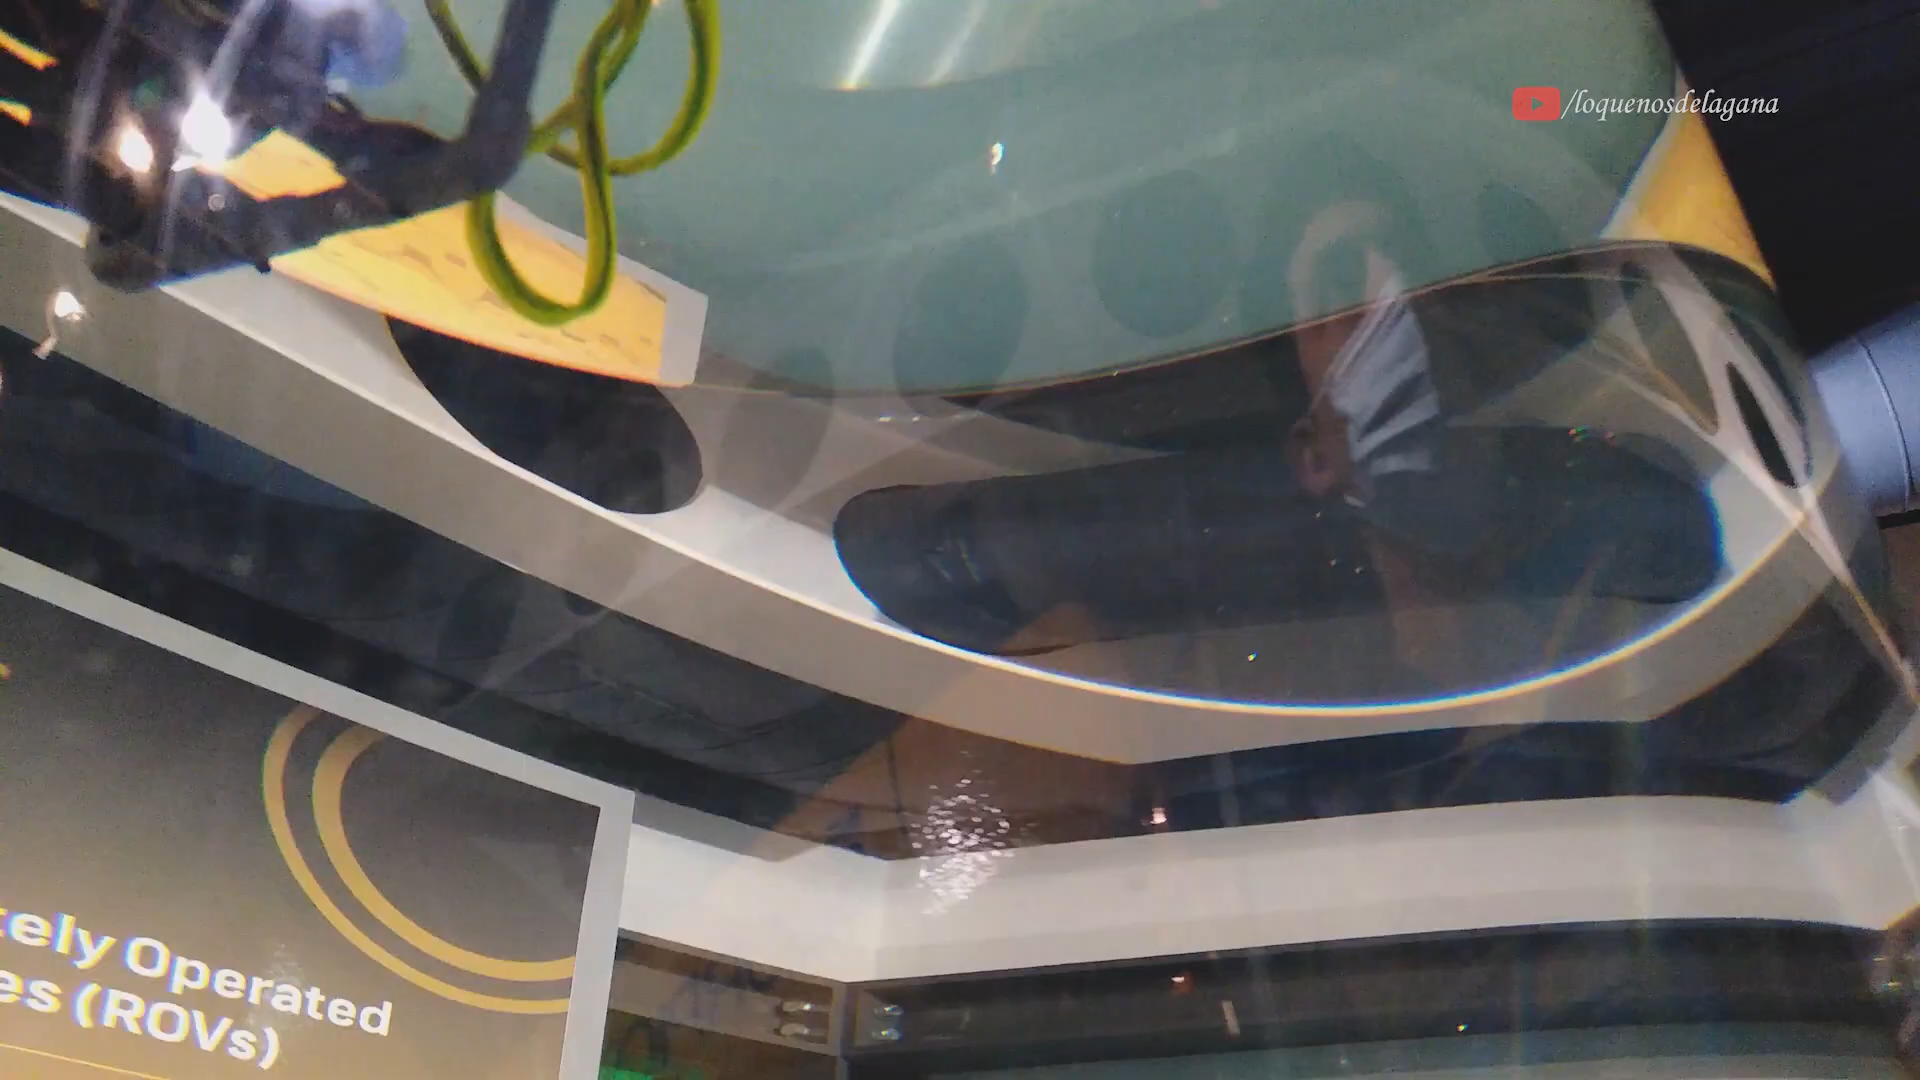 /loquenosdelagana
tely Operated
es (ROVs)